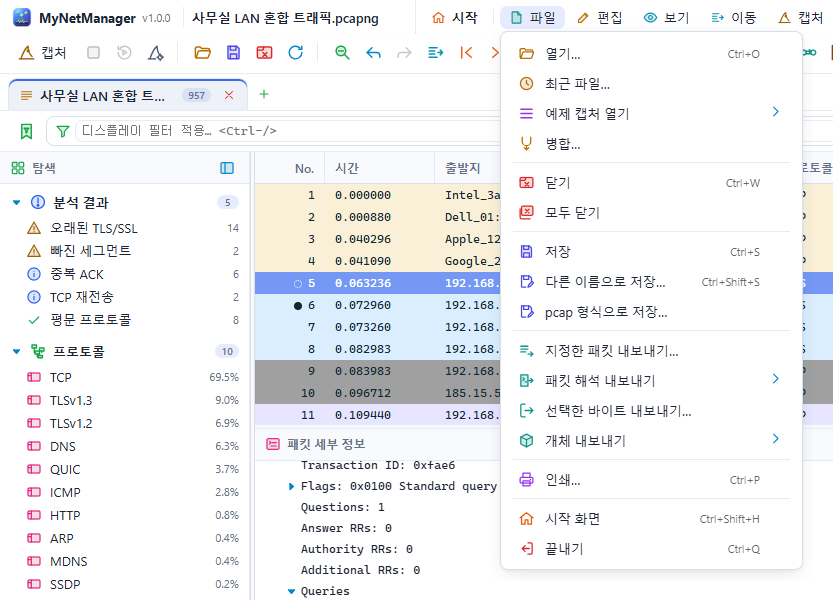 MyNetManager v1.0.0 사무실 LAN 혼합 트래픽.pcapng 시작 파일 편집 보기 이동 캡처
캡처
사무실 LAN 혼합 트... 957
디스플레이 필터 적용… <Ctrl-/>
탐색
분석 결과 5
오래된 TLS/SSL 14
빠진 세그먼트 2
중복 ACK 6
TCP 재전송 2
평문 프로토콜 8
프로토콜 10
TCP 69.5%
TLSv1.3 9.0%
TLSv1.2 6.9%
DNS 6.3%
QUIC 3.7%
ICMP 2.8%
HTTP 0.8%
ARP 0.4%
MDNS 0.4%
SSDP 0.2%
No. 시간 출발지
1 0.000000 Intel_3a
2 0.000880 Dell_01:
3 0.040296 Apple_12
4 0.041090 Google_2
5 0.063236 192.168.
6 0.072960 192.168.
7 0.073260 192.168.
8 0.082983 192.168.
9 0.083983 192.168.
10 0.096712 185.15.5
11 0.109440 192.168.
패킷 세부 정보
Transaction ID: 0xfae6
Flags: 0x0100 Standard query
Questions: 1
Answer RRs: 0
Authority RRs: 0
Additional RRs: 0
Queries
열기... Ctrl+O
최근 파일...
예제 캡처 열기
병합...
닫기 Ctrl+W
모두 닫기
저장 Ctrl+S
다른 이름으로 저장... Ctrl+Shift+S
pcap 형식으로 저장...
지정한 패킷 내보내기...
패킷 해석 내보내기
선택한 바이트 내보내기...
개체 내보내기
인쇄... Ctrl+P
시작 화면 Ctrl+Shift+H
끝내기 Ctrl+Q